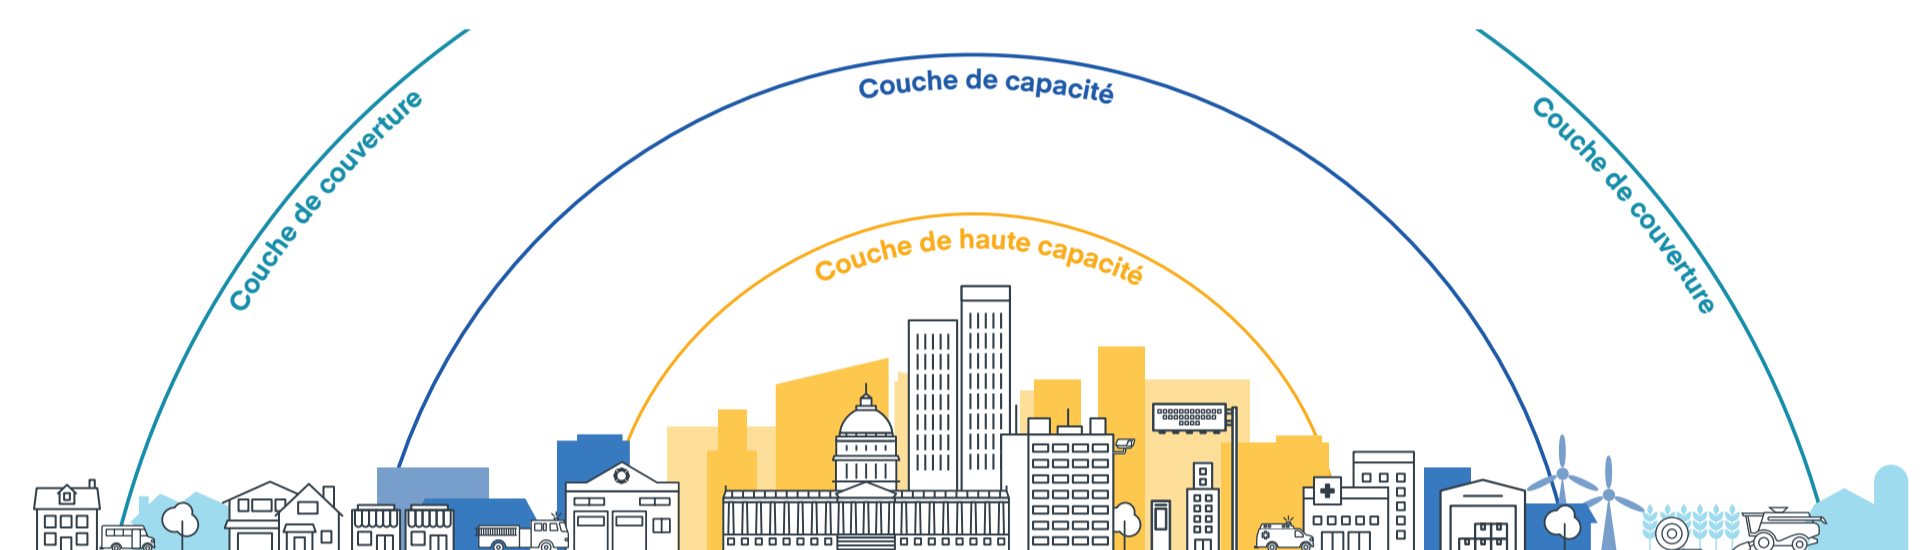 Couche de capacité
Couche de couverture
Couche de couverture
Couche de haute capacité